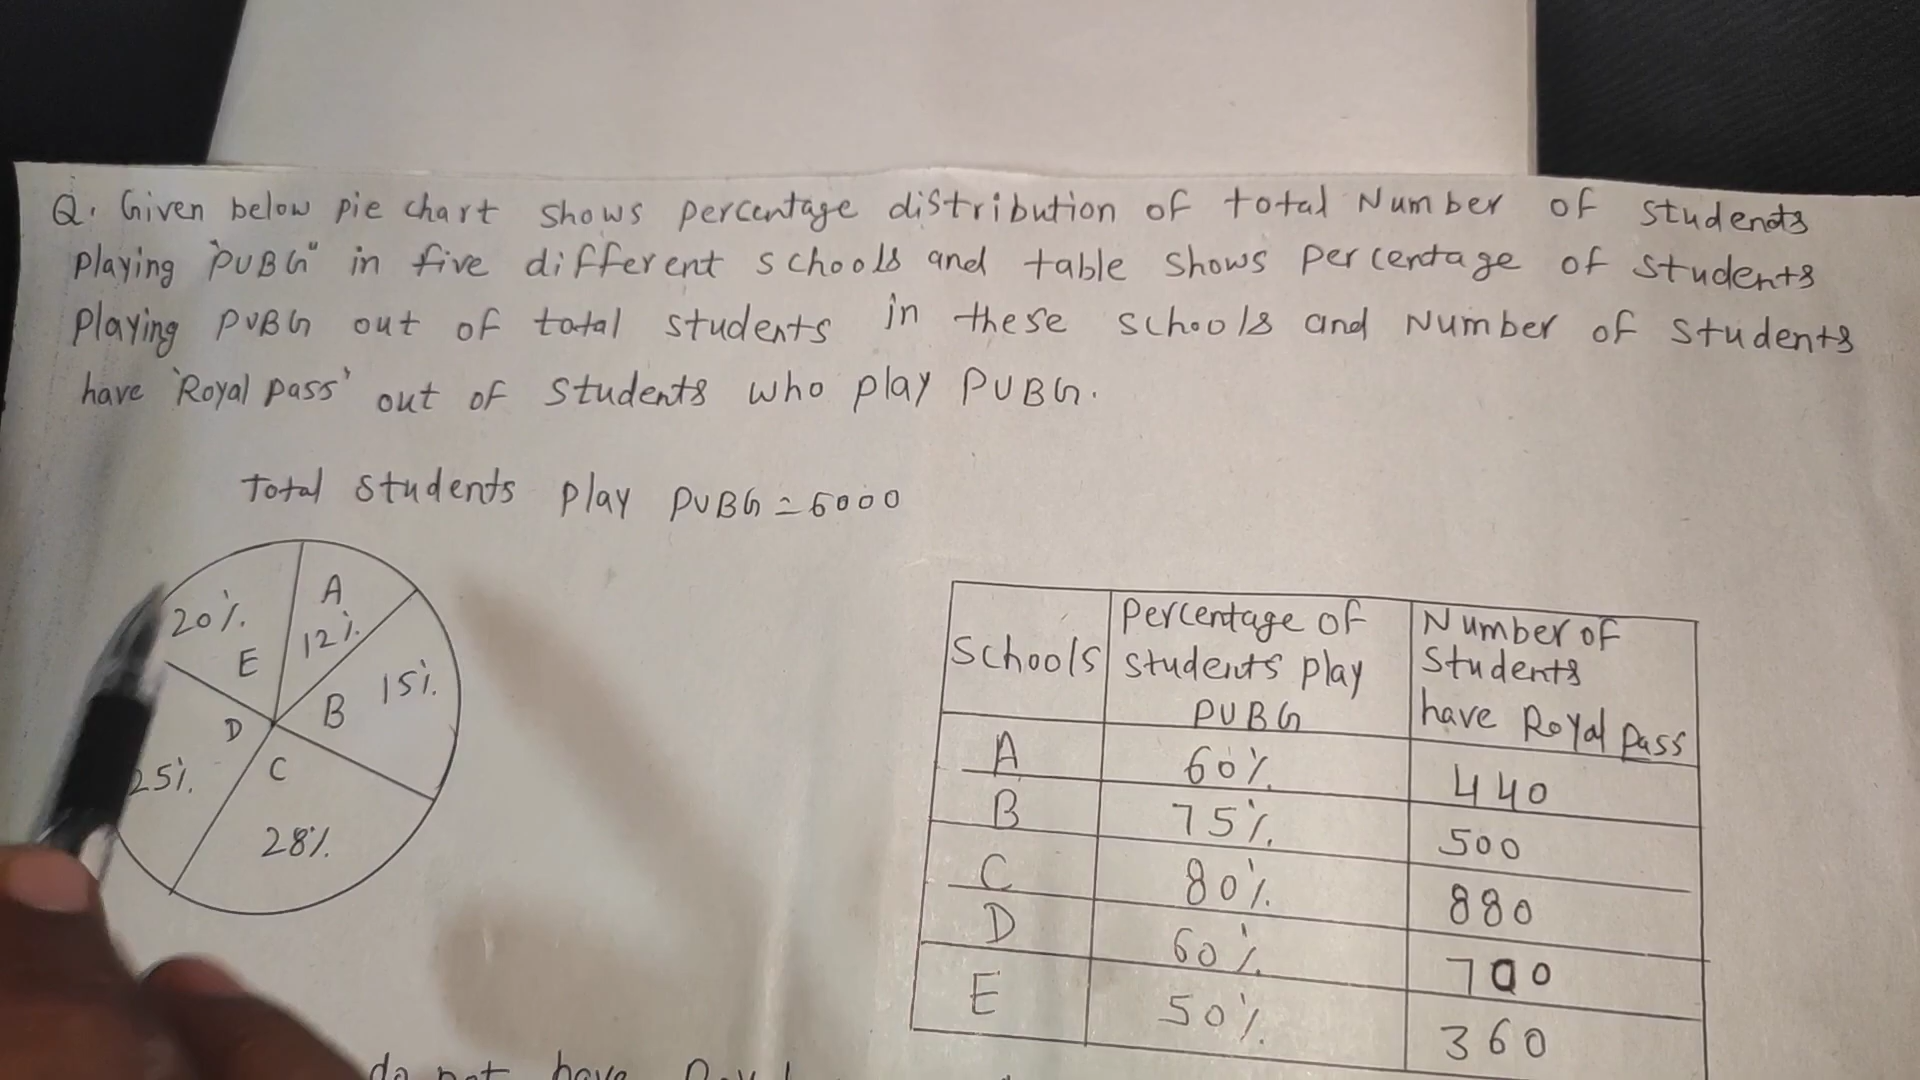 Q. Given below pie chart shows percentage distribution of total Number of students
Playing "PUBG" in five different schools and table shows percentage of students
Playing PUBG out of total students in these schools and Number of students
have 'Royal pass' out of students who play PUBG.
Total students play PUBG = 6000
20%
E
A
12%
15%
B
D
25%
C
28%
Schools
Percentage of
students play
PUBG
Number of
students
have Royal Pass
A 60% 440
B 75% 500
C 80% 880
D 60% 700
E 50% 360
do not have